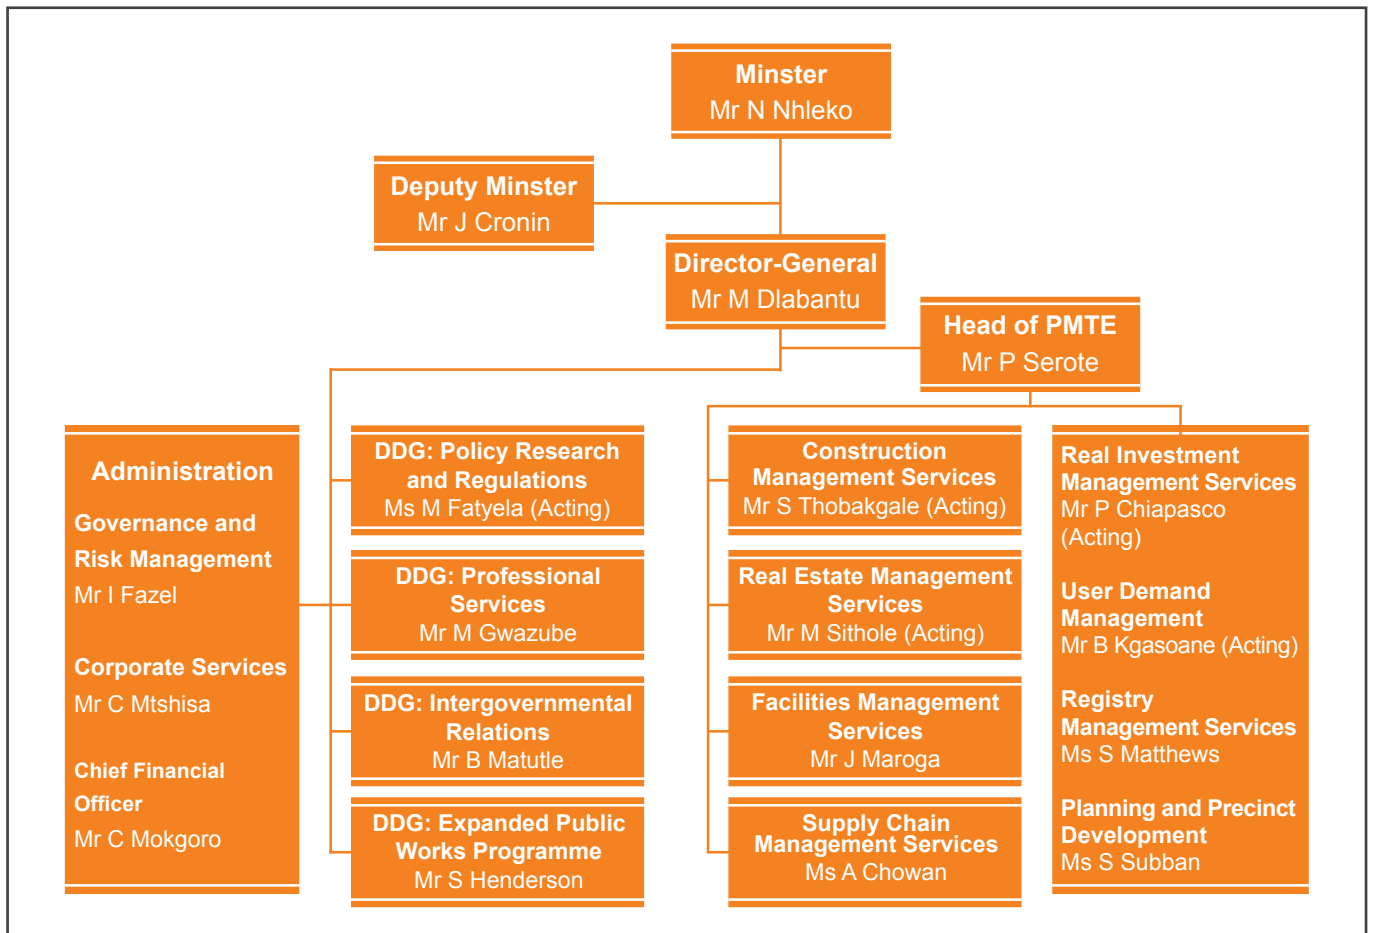 Minster
Mr N Nhleko
Deputy Minster
Mr J Cronin
Director-General
Mr M Dlabantu
Head of PMTE
Mr P Serote
Administration
Governance and
Risk Management
Mr I Fazel
Corporate Services
Mr C Mtshisa
Chief Financial
Officer
Mr C Mokgoro
DDG: Policy Research
and Regulations
Ms M Fatyela (Acting)
DDG: Professional
Services
Mr M Gwazube
DDG: Intergovernmental
Relations
Mr B Matutle
DDG: Expanded Public
Works Programme
Mr S Henderson
Construction
Management Services
Mr S Thobakgale (Acting)
Real Estate Management
Services
Mr M Sithole (Acting)
Facilities Management
Services
Mr J Maroga
Supply Chain
Management Services
Ms A Chowan
Real Investment
Management Services
Mr P Chiapasco
(Acting)
User Demand
Management
Mr B Kgasoane (Acting)
Registry
Management Services
Ms S Matthews
Planning and Precinct
Development
Ms S Subban